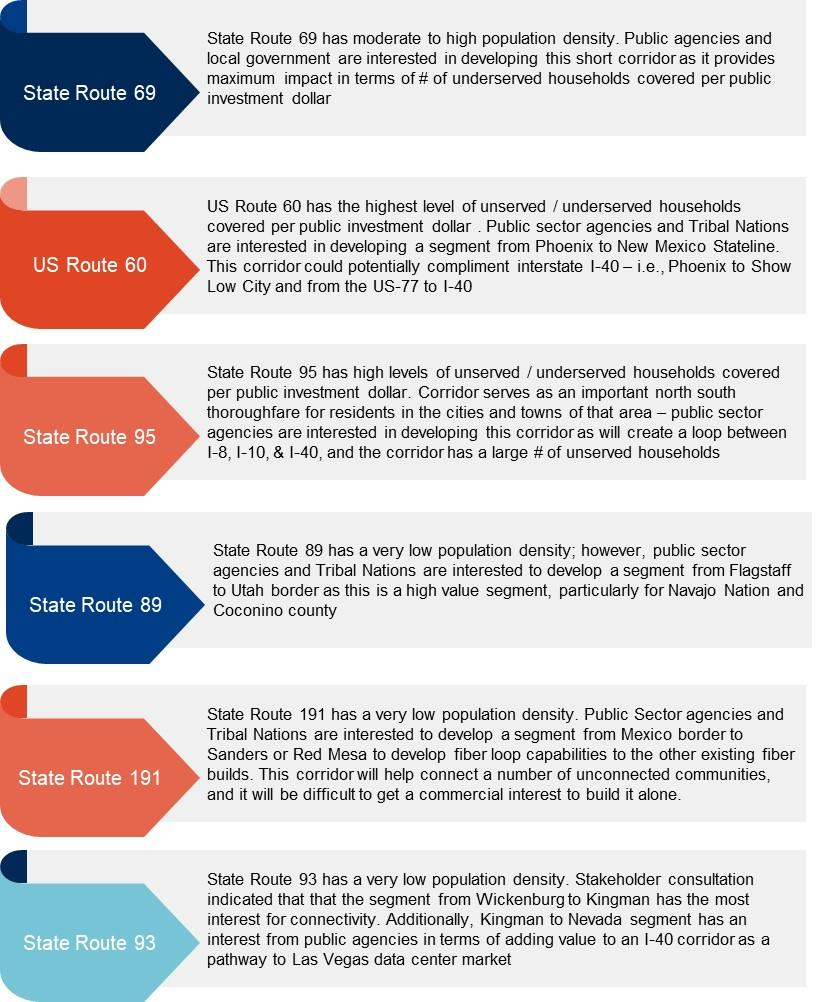 State Route 69
State Route 69 has moderate to high population density. Public agencies and
local government are interested in developing this short corridor as it provides
maximum impact in terms of # of underserved households covered per public
investment dollar
US Route 60
US Route 60 has the highest level of unserved / underserved households
covered per public investment dollar . Public sector agencies and Tribal Nations
are interested in developing a segment from Phoenix to New Mexico Stateline.
This corridor could potentially compliment interstate I-40 – i.e., Phoenix to Show
Low City and from the US-77 to I-40
State Route 95
State Route 95 has high levels of unserved / underserved households covered
per public investment dollar. Corridor serves as an important north south
thoroughfare for residents in the cities and towns of that area – public sector
agencies are interested in developing this corridor as will create a loop between
I-8, I-10, & I-40, and the corridor has a large # of unserved households
State Route 89
State Route 89 has a very low population density; however, public sector
agencies and Tribal Nations are interested to develop a segment from Flagstaff
to Utah border as this is a high value segment, particularly for Navajo Nation and
Coconino county
State Route 191
State Route 191 has a very low population density. Public Sector agencies and
Tribal Nations are interested to develop a segment from Mexico border to
Sanders or Red Mesa to develop fiber loop capabilities to the other existing fiber
builds. This corridor will help connect a number of unconnected communities,
and it will be difficult to get a commercial interest to build it alone.
State Route 93
State Route 93 has a very low population density. Stakeholder consultation
indicated that that the segment from Wickenburg to Kingman has the most
interest for connectivity. Additionally, Kingman to Nevada segment has an
interest from public agencies in terms of adding value to an I-40 corridor as a
pathway to Las Vegas data center market